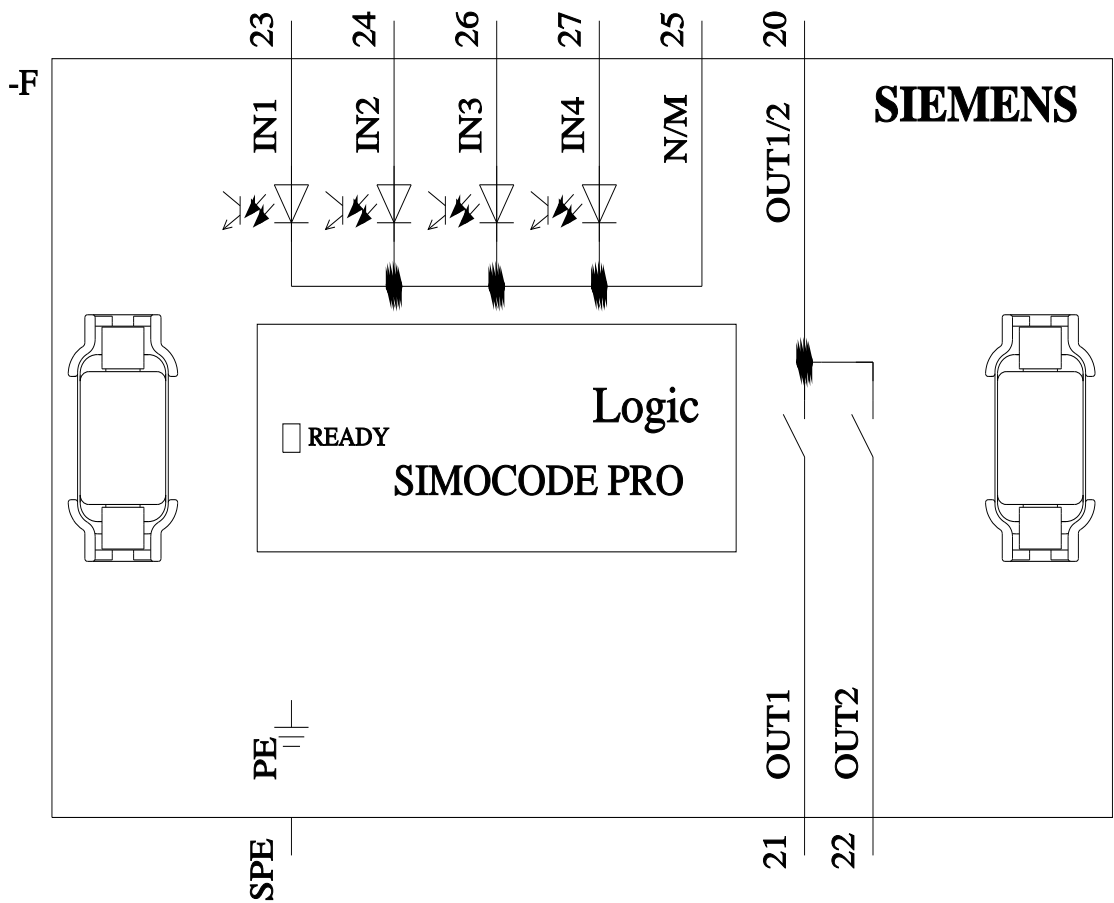 23
24
26
27
25
20
-F
SIEMENS
IN1
IN2
IN3
IN4
N/M
OUT1/2
Logic
READY
SIMOCODE PRO
PE
OUT1
OUT2
SPE
21
22